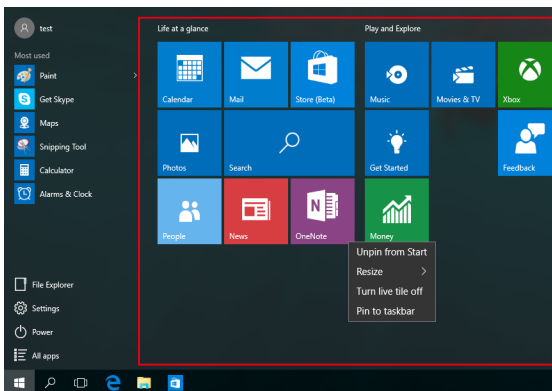 test
Most used
Paint
Get Skype
Maps
Snipping Tool
Calculator
Alarms & Clock
File Explorer
Settings
Power
All apps
Life at a glance
Calendar
Mail
Store (Beta)
Photos
Search
People
News
OneNote
Play and Explore
Music
Movies & TV
Xbox
Get Started
Feedback
Money
Unpin from Start
Resize
Turn live tile off
Pin to taskbar